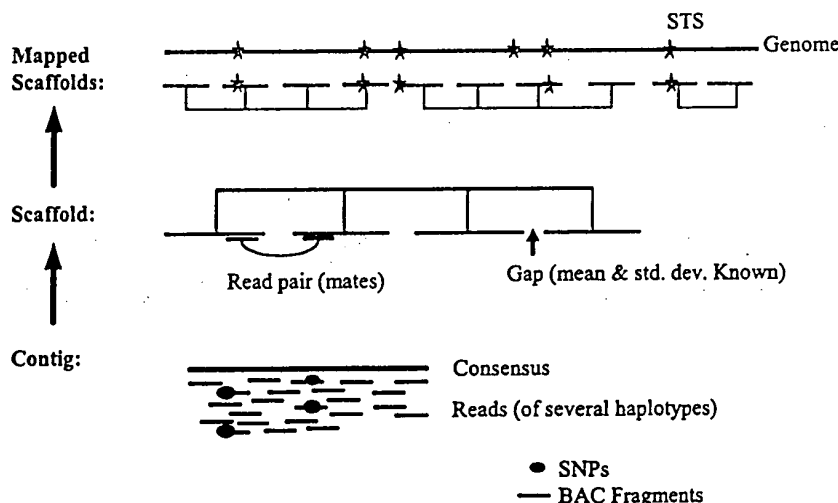 STS
Genome
Mapped
Scaffolds:
Scaffold:
Read pair (mates)
Gap (mean & std. dev. Known)
Contig:
Consensus
Reads (of several haplotypes)
SNPs
BAC Fragments